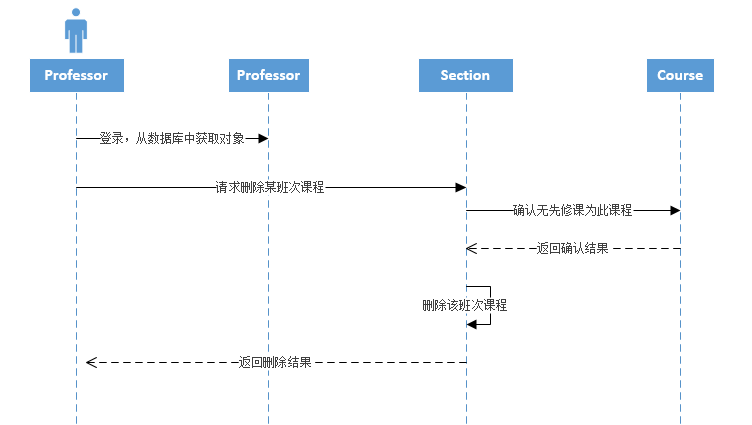 Professor
Professor
Section
Course
登录，从数据库中获取对象
请求删除某班次课程
确认无先修课为此课程
返回确认结果
删除该班次课程
返回删除结果